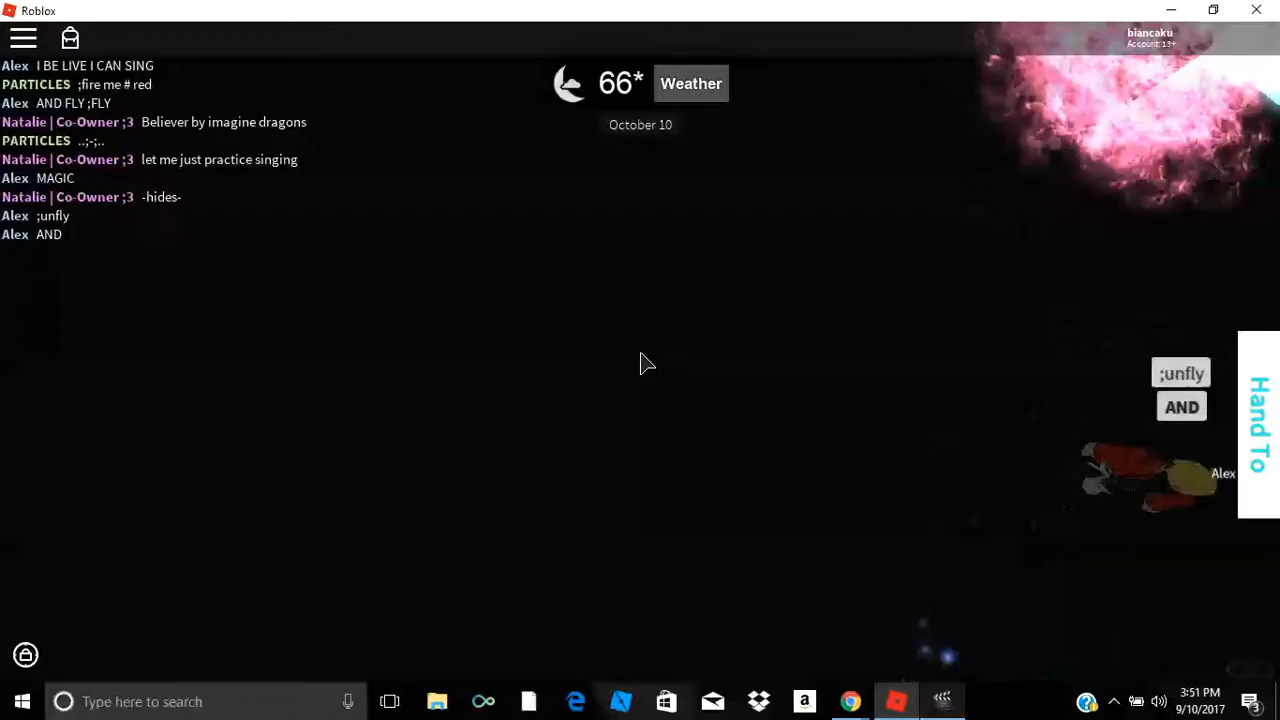 Roblox
biancaku
Account: 13+
Alex I BE LIVE I CAN SING
PARTICLES ;fire me # red
Alex AND FLY ;FLY
Natalie | Co-Owner ;3 Believer by imagine dragons
PARTICLES ..;-;..
Natalie | Co-Owner ;3 let me just practice singing
Alex MAGIC
Natalie | Co-Owner ;3 -hides-
Alex ;unfly
Alex AND
66* Weather
October 10
;unfly
AND
Alex
Hand To
Type here to search
3:51 PM
9/10/2017